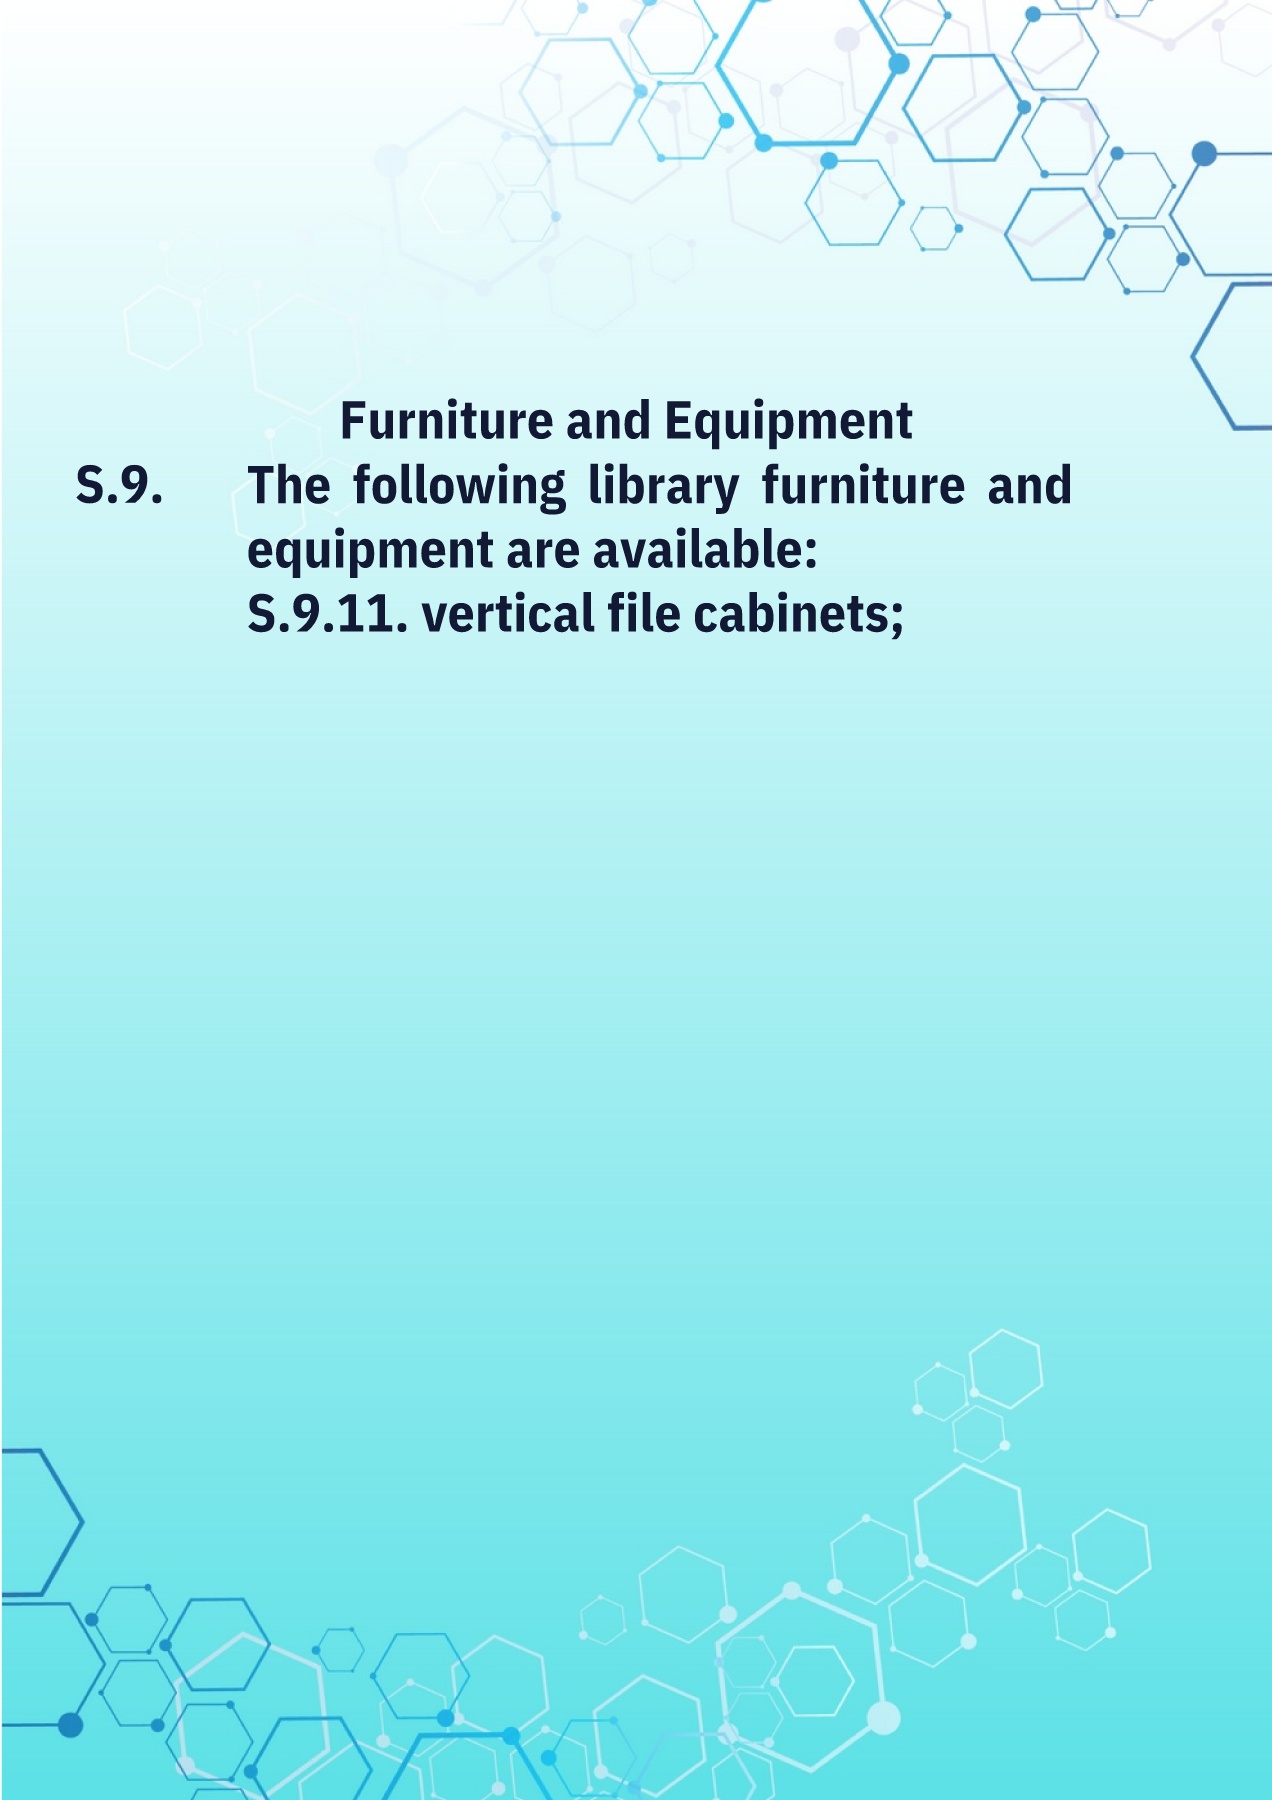 Furniture and Equipment
S.9. The following library furniture and
equipment are available:
S.9.11. vertical file cabinets;